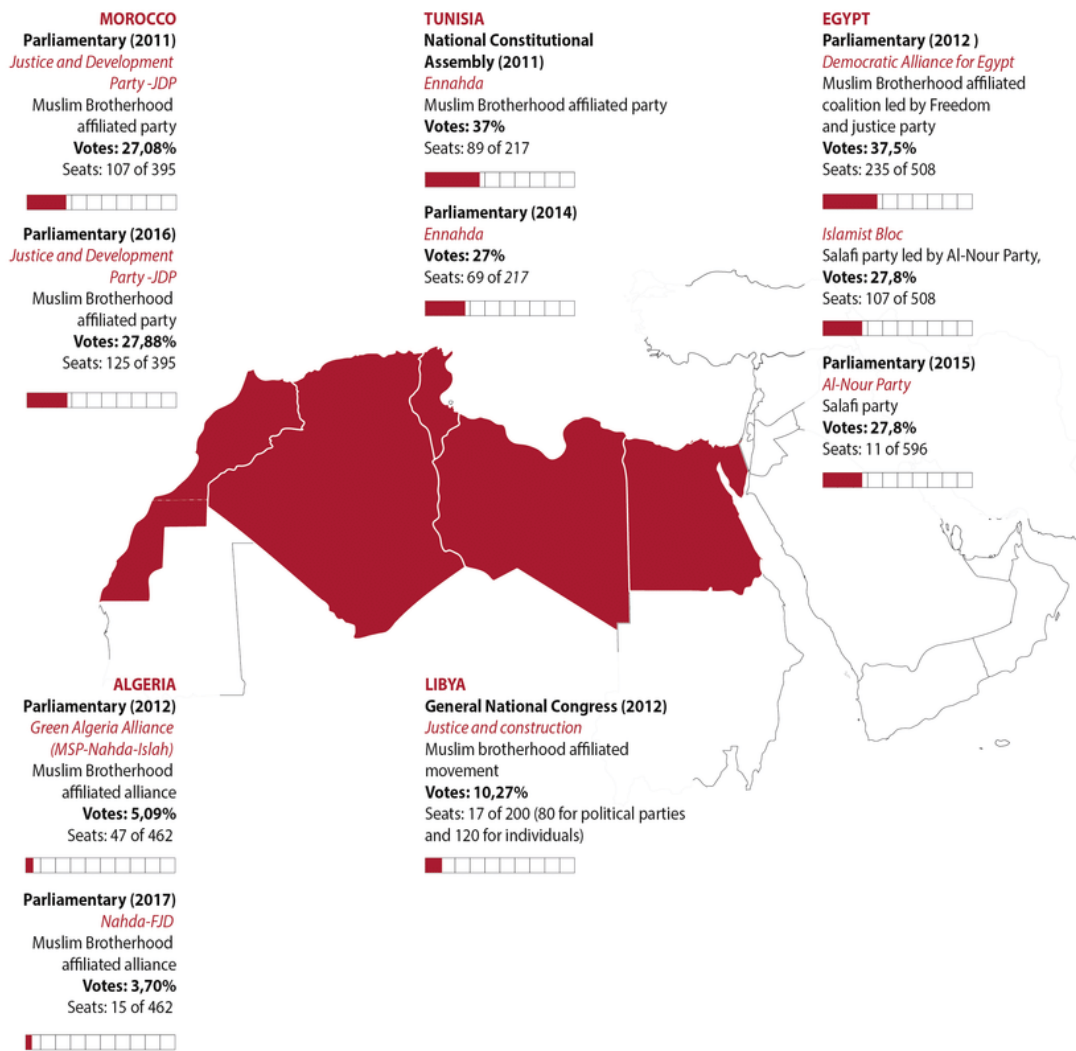 MOROCCO
Parliamentary (2011)
Justice and Development
Party -JDP
Muslim Brotherhood
affiliated party
Votes: 27,08%
Seats: 107 of 395
Parliamentary (2016)
Justice and Development
Party -JDP
Muslim Brotherhood
affiliated party
Votes: 27,88%
Seats: 125 of 395
TUNISIA
National Constitutional
Assembly (2011)
Ennahda
Muslim Brotherhood affiliated party
Votes: 37%
Seats: 89 of 217
Parliamentary (2014)
Ennahda
Votes: 27%
Seats: 69 of 217
EGYPT
Parliamentary (2012 )
Democratic Alliance for Egypt
Muslim Brotherhood affiliated
coalition led by Freedom
and justice party
Votes: 37,5%
Seats: 235 of 508
Islamist Bloc
Salafi party led by Al-Nour Party,
Votes: 27,8%
Seats: 107 of 508
Parliamentary (2015)
Al-Nour Party
Salafi party
Votes: 27,8%
Seats: 11 of 596
ALGERIA
Parliamentary (2012)
Green Algeria Alliance
(MSP-Nahda-Islah)
Muslim Brotherhood
affiliated alliance
Votes: 5,09%
Seats: 47 of 462
Parliamentary (2017)
Nahda-FJD
Muslim Brotherhood
affiliated alliance
Votes: 3,70%
Seats: 15 of 462
LIBYA
General National Congress (2012)
Justice and construction
Muslim brotherhood affiliated
movement
Votes: 10,27%
Seats: 17 of 200 (80 for political parties
and 120 for individuals)